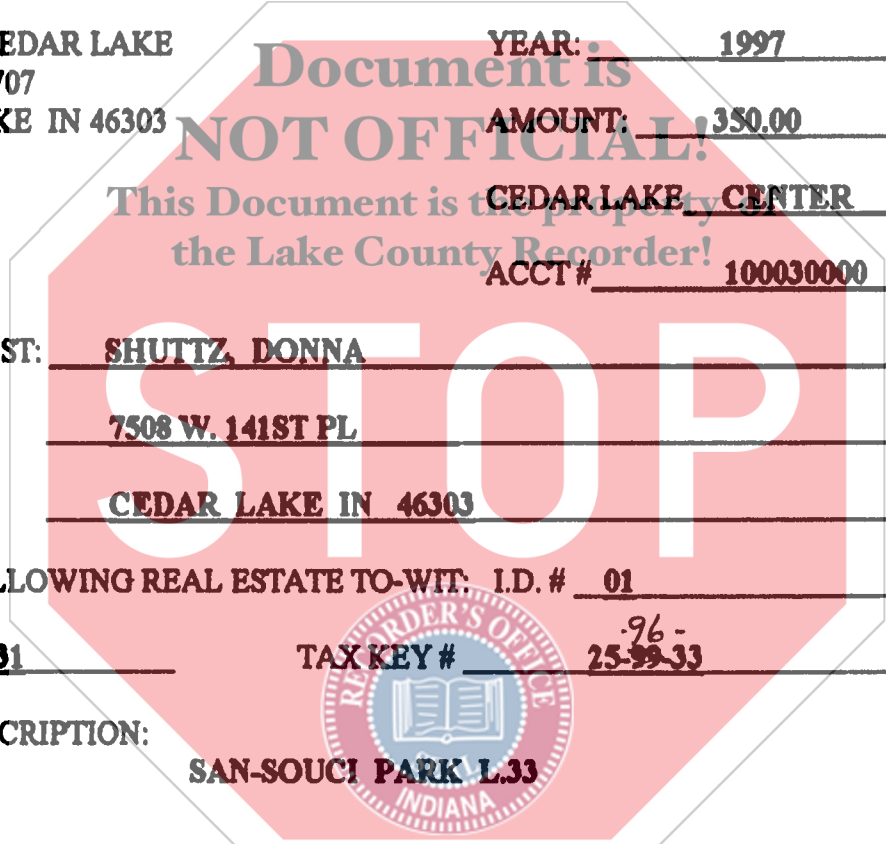 EDAR LAKE YEAR: 1997
707
KE IN 46303 AMOUNT: 350.00
CEDAR LAKE CENTER
ACCT # 100030000
ST: SHUTTZ, DONNA
7508 W. 141ST PL
CEDAR LAKE IN 46303
LLOWING REAL ESTATE TO-WIT: I.D. # 01
-96-
31 TAX KEY # 25-99-33
CRIPTION:
SAN-SOUCI PARK L.33
Document is
NOT OFFICIAL!
This Document is the property of
the Lake County Recorder!
STOP
RECORDER'S OFFICE
SEAL
INDIANA